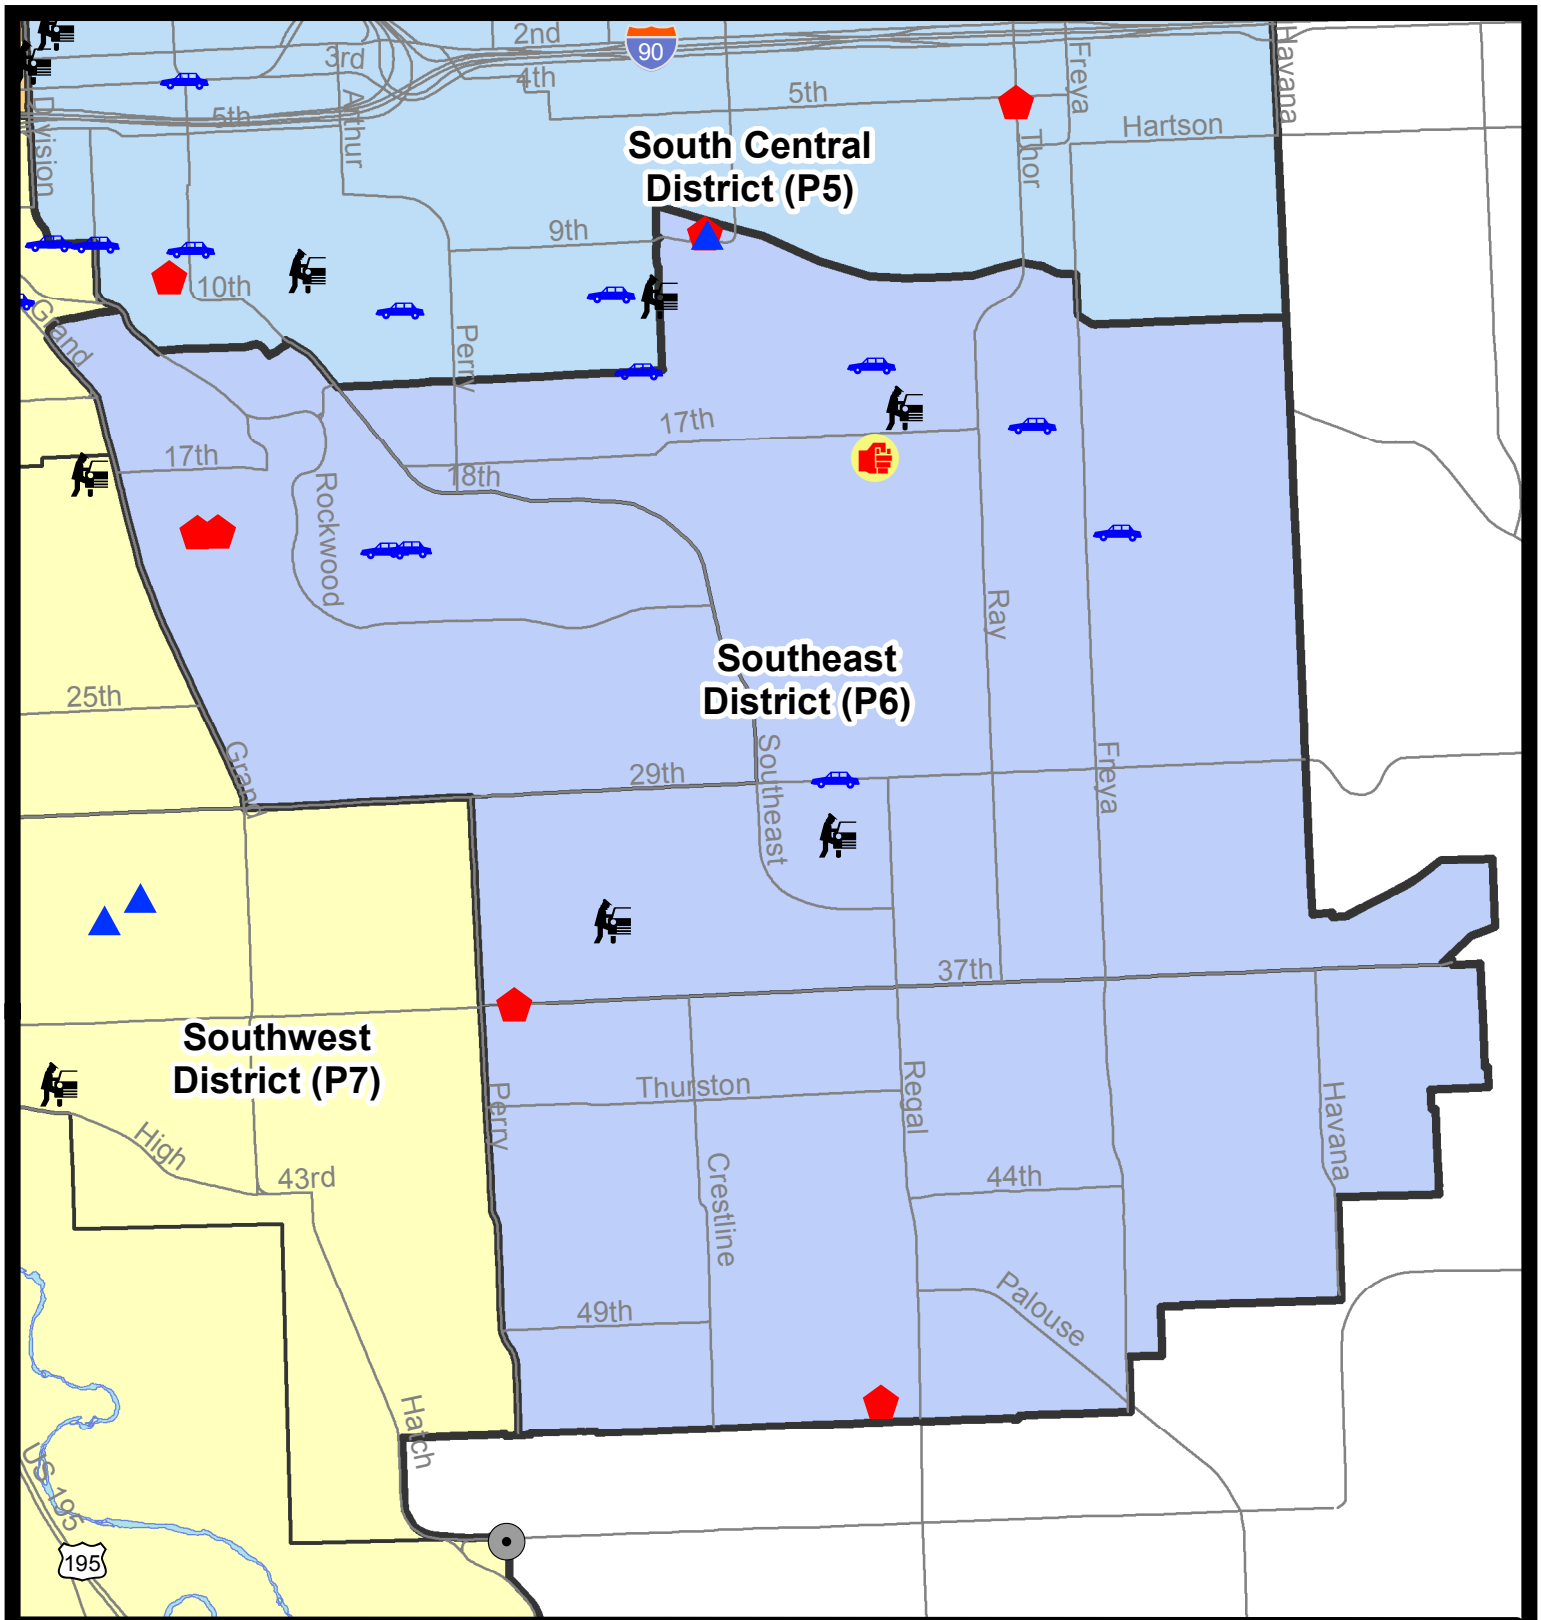 2nd
90
3rd
4th
Freya
Havana
5th
Arthur
Division
5th
Hartson
South Central
District (P5)
Thor
9th
10th
Grand
Perry
17th
17th
18th
Rockwood
Ray
Southeast
District (P6)
25th
Grand
29th
Southeast
Freya
37th
Southwest
District (P7)
Thurston
Perry
Regal
Havana
High
43rd
Crestline
44th
49th
Palouse
Hatch
US 195
195